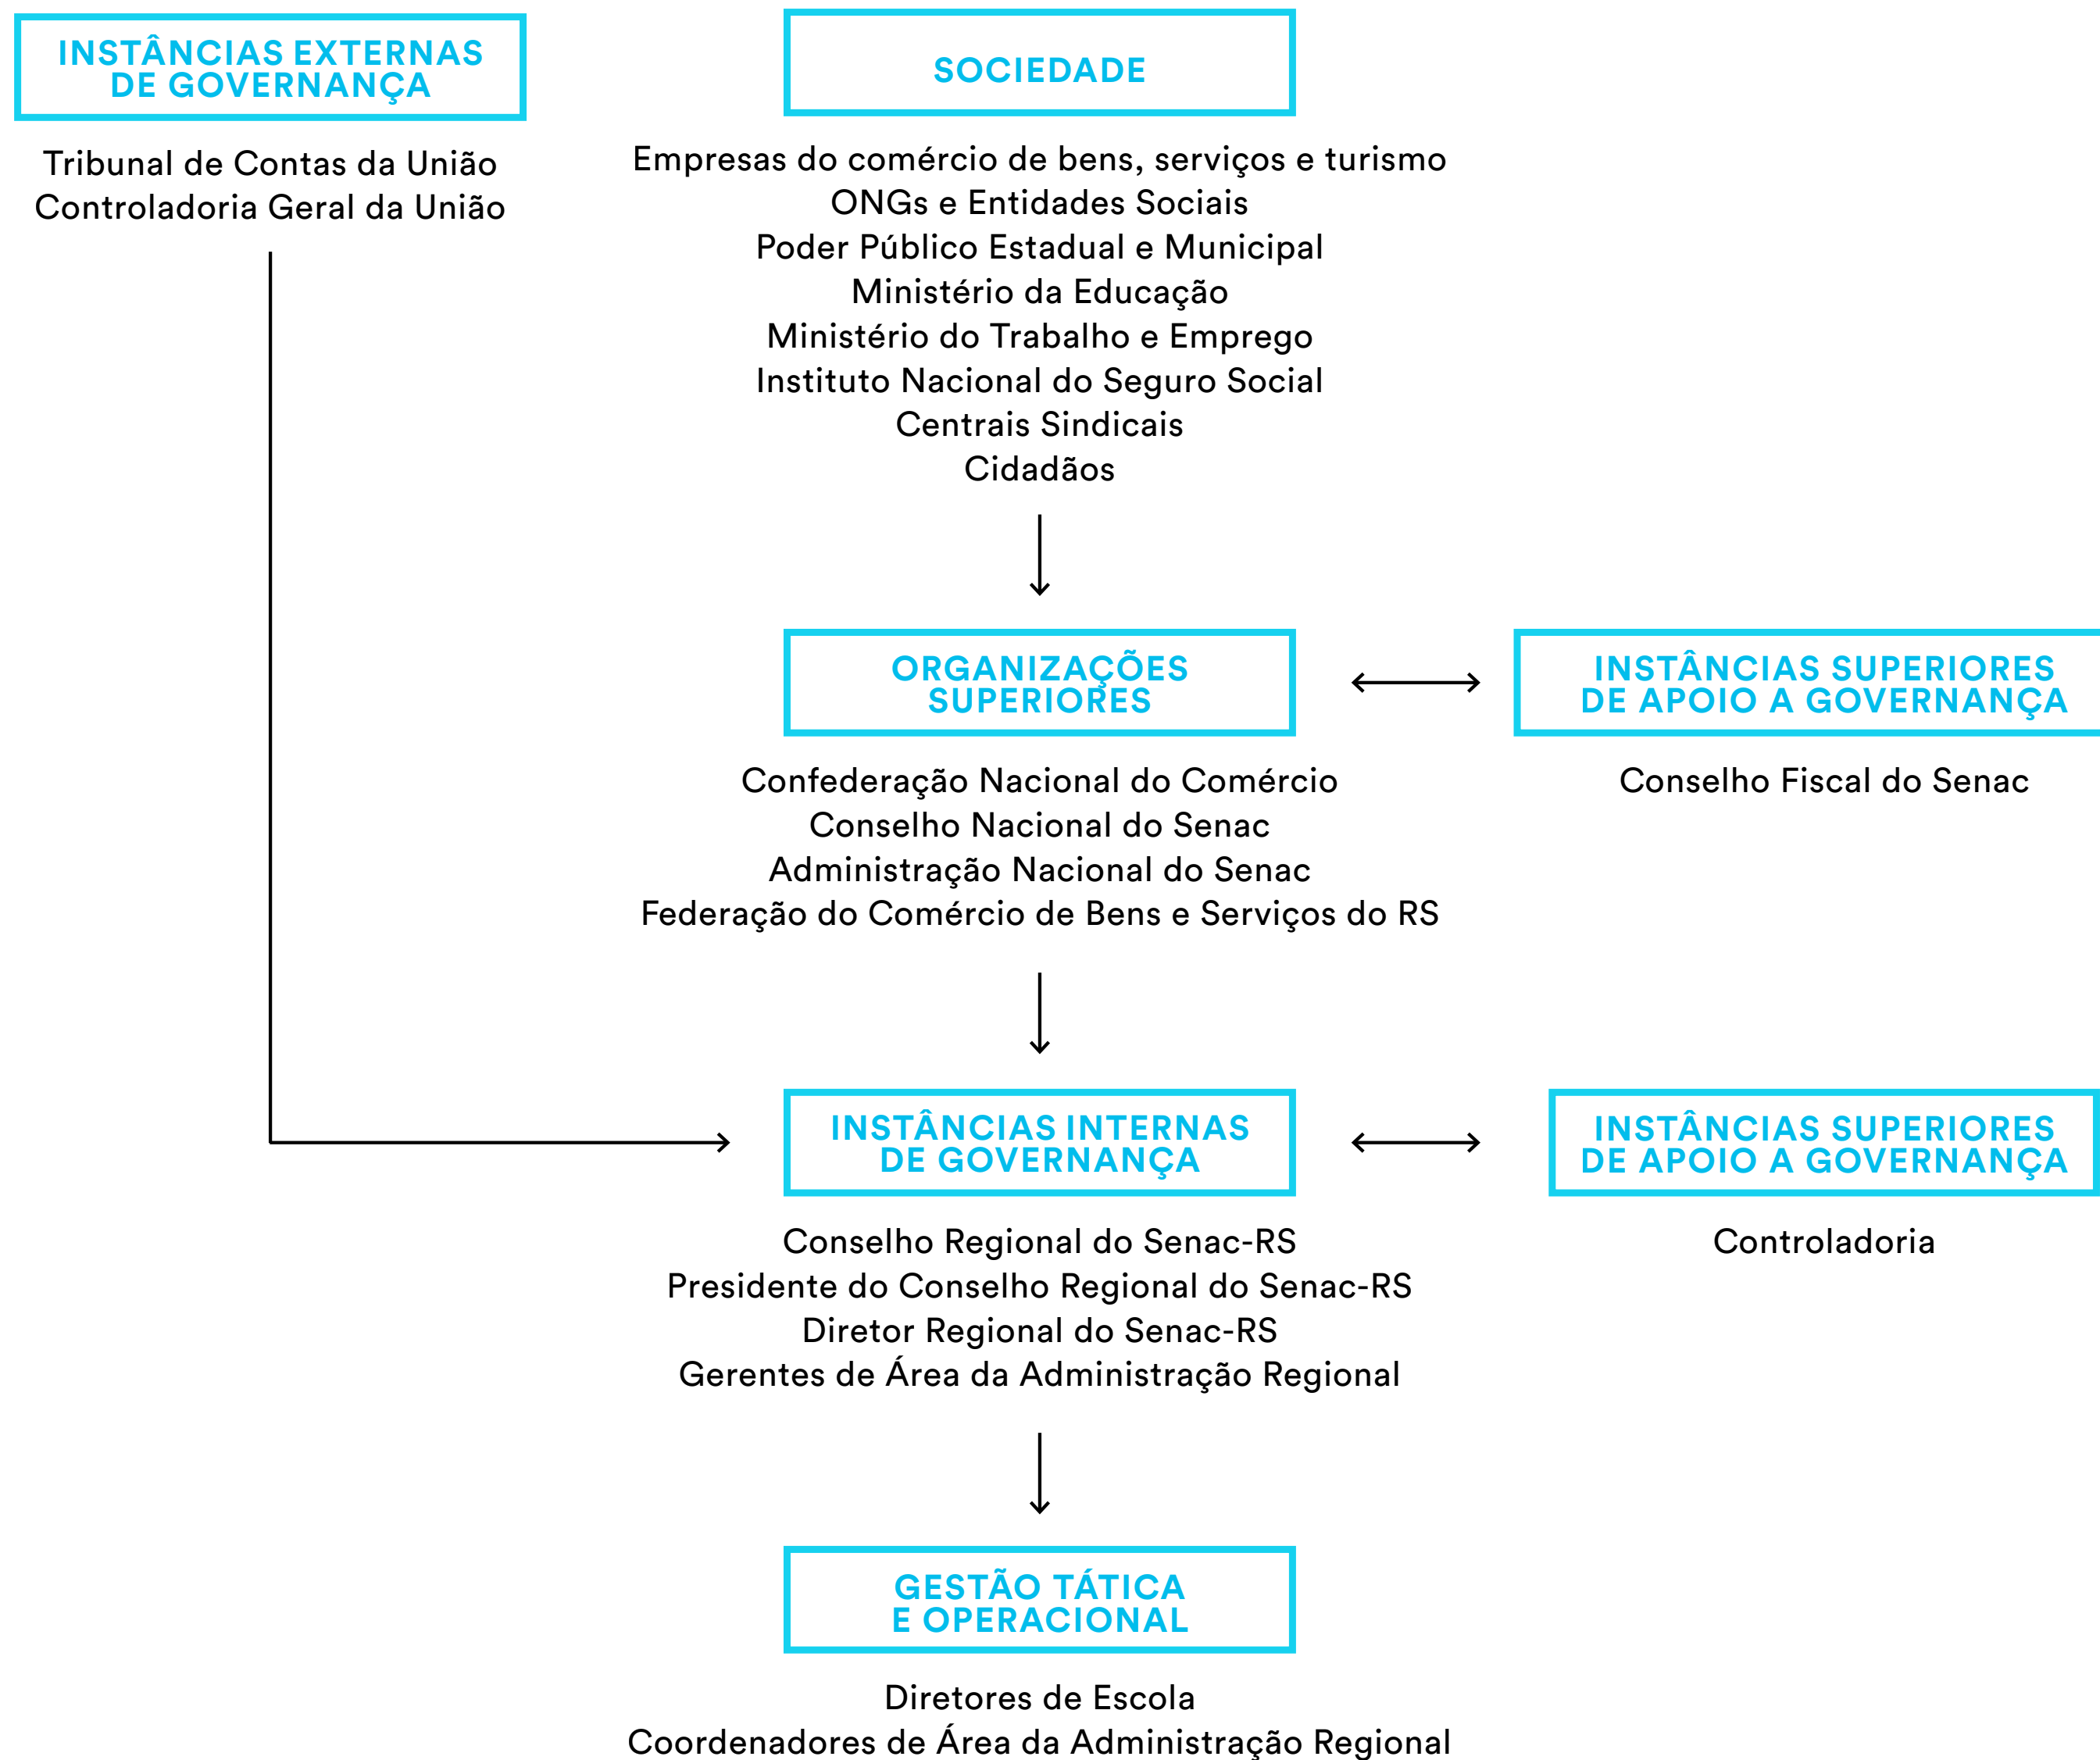 INSTÂNCIAS EXTERNAS
DE GOVERNANÇA
Tribunal de Contas da União
Controladoria Geral da União
SOCIEDADE
Empresas do comércio de bens, serviços e turismo
ONGs e Entidades Sociais
Poder Público Estadual e Municipal
Ministério da Educação
Ministério do Trabalho e Emprego
Instituto Nacional do Seguro Social
Centrais Sindicais
Cidadãos
ORGANIZAÇÕES
SUPERIORES
Confederação Nacional do Comércio
Conselho Nacional do Senac
Administração Nacional do Senac
Federação do Comércio de Bens e Serviços do RS
INSTÂNCIAS SUPERIORES
DE APOIO A GOVERNANÇA
Conselho Fiscal do Senac
INSTÂNCIAS INTERNAS
DE GOVERNANÇA
Conselho Regional do Senac-RS
Presidente do Conselho Regional do Senac-RS
Diretor Regional do Senac-RS
Gerentes de Área da Administração Regional
INSTÂNCIAS SUPERIORES
DE APOIO A GOVERNANÇA
Controladoria
GESTÃO TÁTICA
E OPERACIONAL
Diretores de Escola
Coordenadores de Área da Administração Regional